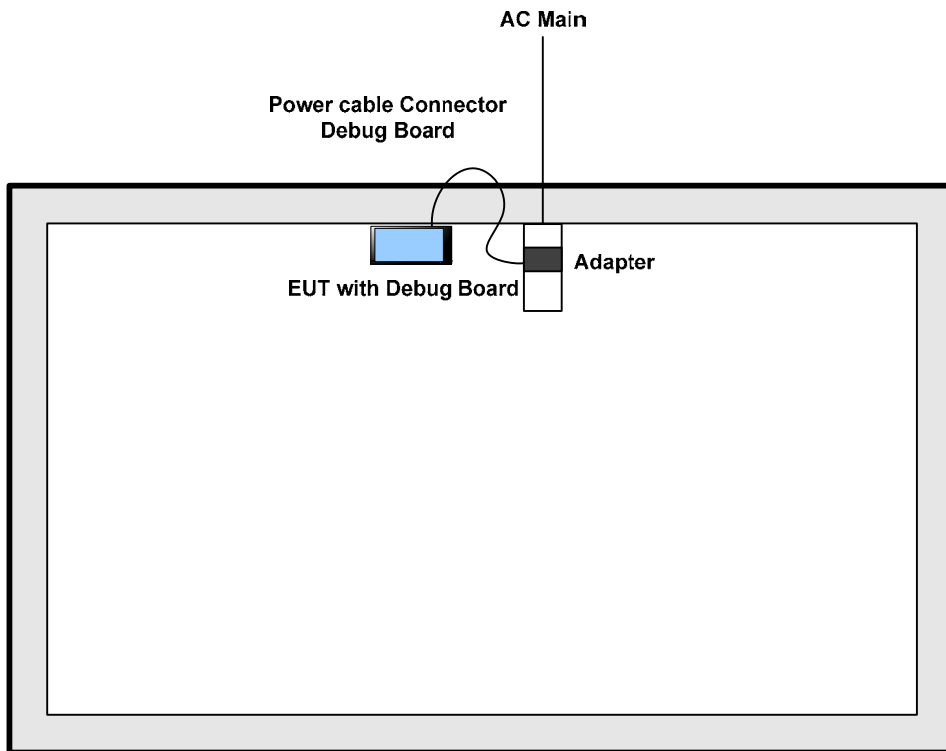 AC Main
Power cable Connector
Debug Board
Adapter
EUT with Debug Board